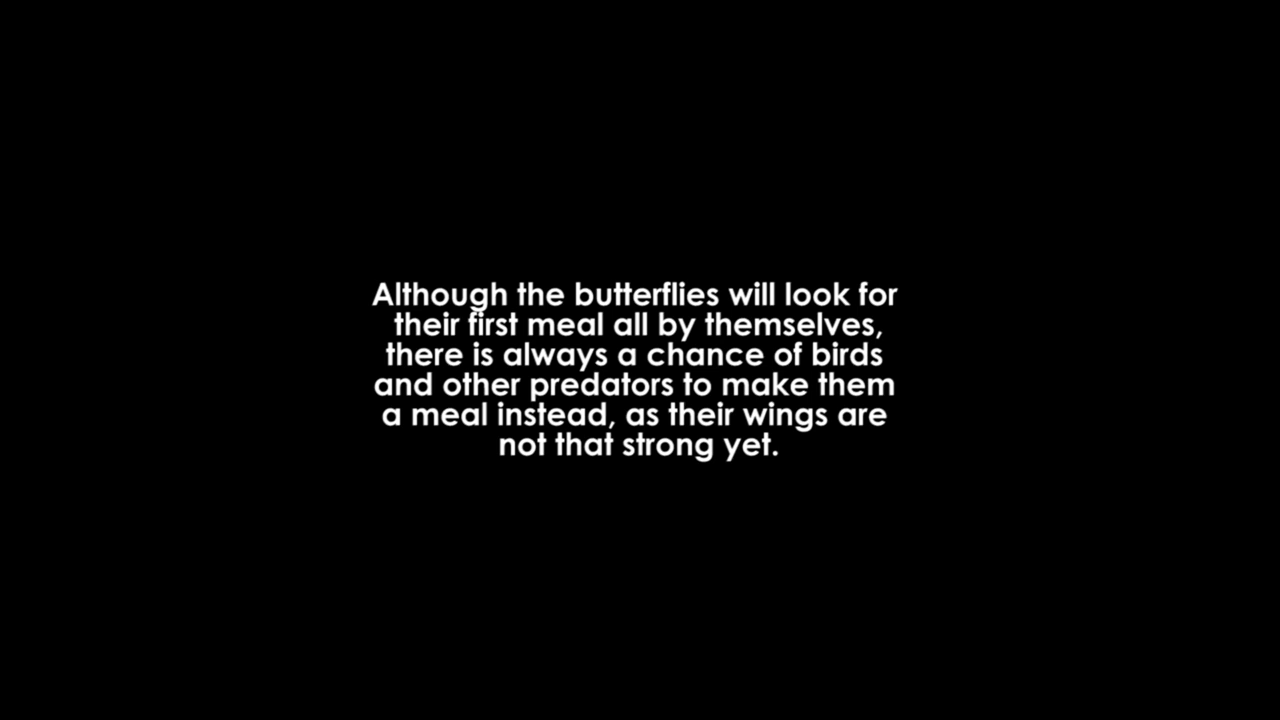 Although the butterflies will look for
their first meal all by themselves,
there is always a chance of birds
and other predators to make them
a meal instead, as their wings are
not that strong yet.